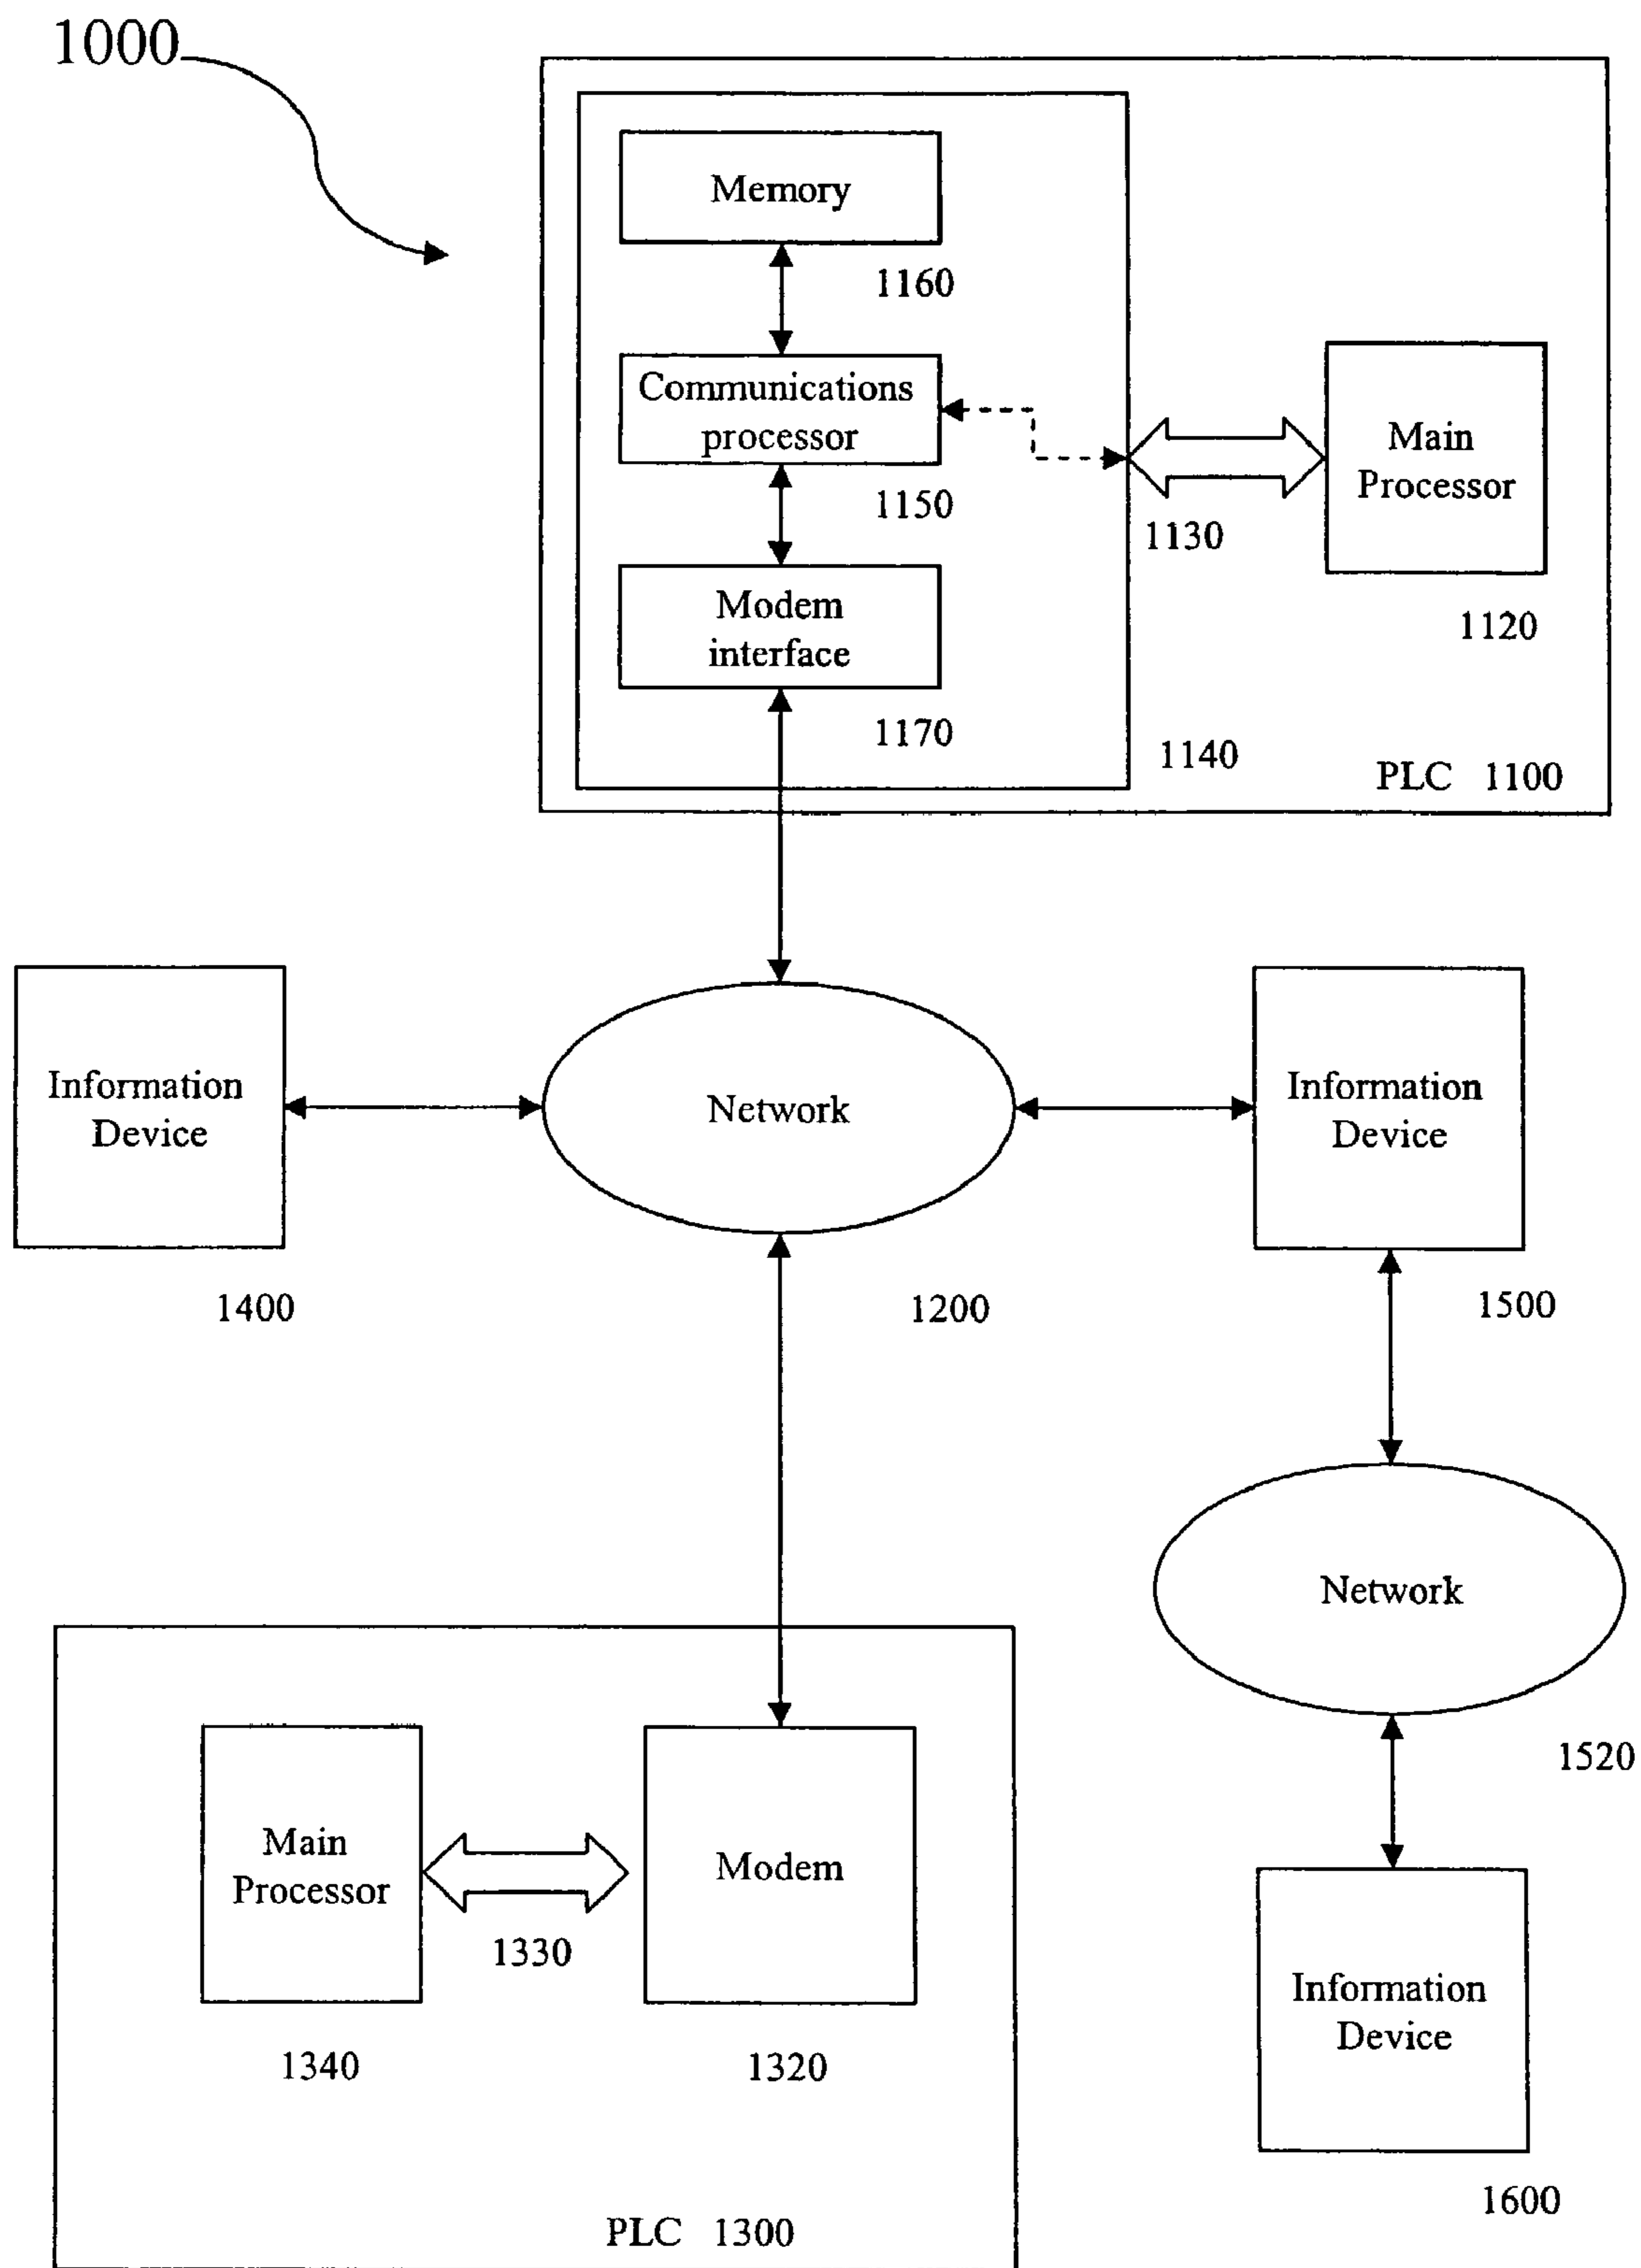 1000
Memory
1160
Communications
processor
1150
1130
Main
Processor
1120
Modem
interface
1170
1140
PLC 1100
Information
Device
1400
Network
1200
Information
Device
1500
Network
1520
Main
Processor
1340
1330
Modem
1320
PLC 1300
Information
Device
1600